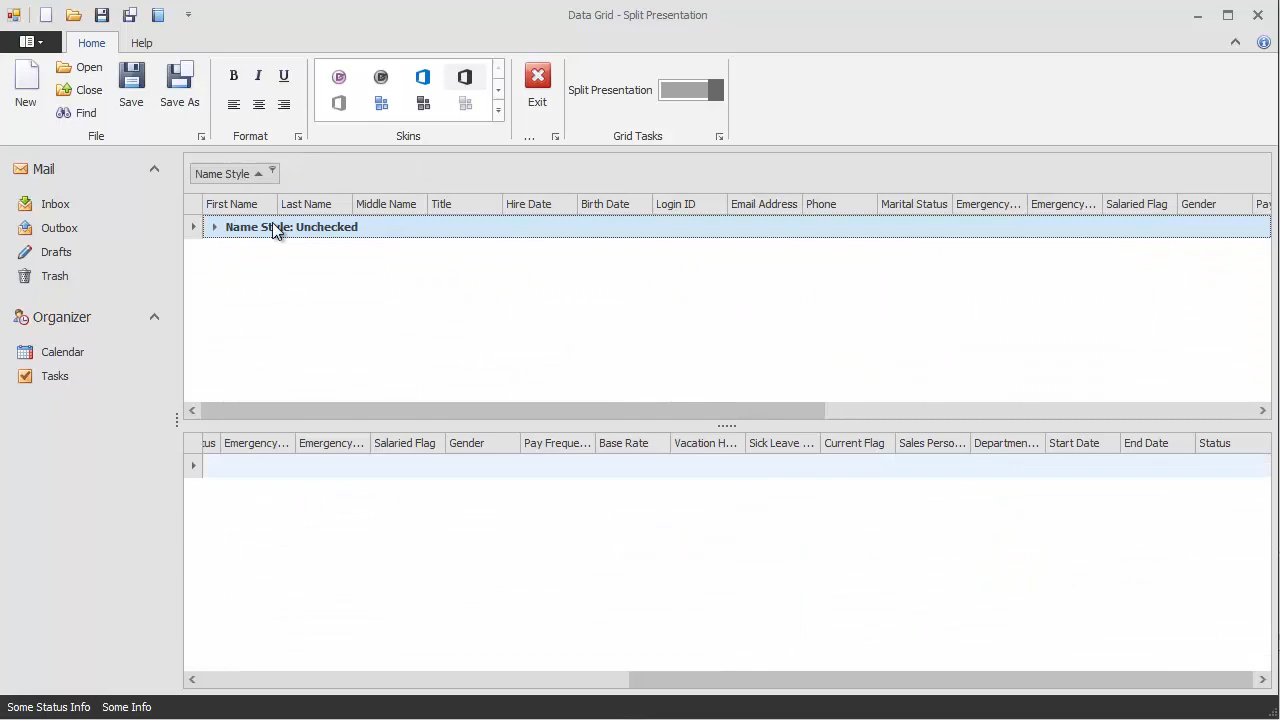 Data Grid - Split Presentation
Home Help
New
Open
Close
Find
Save
Save As
File
B I U
Format
Skins
Exit
...
Split Presentation
Grid Tasks
Mail
Inbox
Outbox
Drafts
Trash
Organizer
Calendar
Tasks
Name Style
First Name Last Name Middle Name Title Hire Date Birth Date Login ID Email Address Phone Marital Status Emergency... Emergency... Salaried Flag Gender Pay
Name Style: Unchecked
tus Emergency... Emergency... Salaried Flag Gender Pay Freque... Base Rate Vacation H... Sick Leave ... Current Flag Sales Perso... Departmen... Start Date End Date Status
Some Status Info Some Info